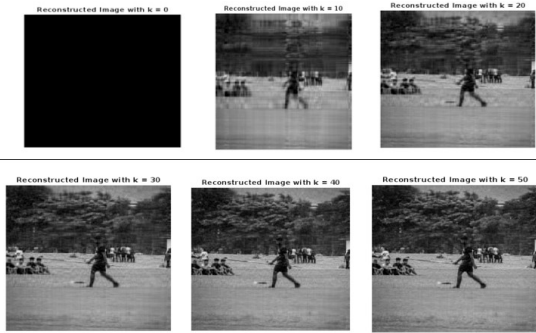 Reconstructed Image with k = 0
Reconstructed Image with k = 10
Reconstructed Image with k = 20
Reconstructed Image with k = 30
Reconstructed Image with k = 40
Reconstructed Image with k = 50